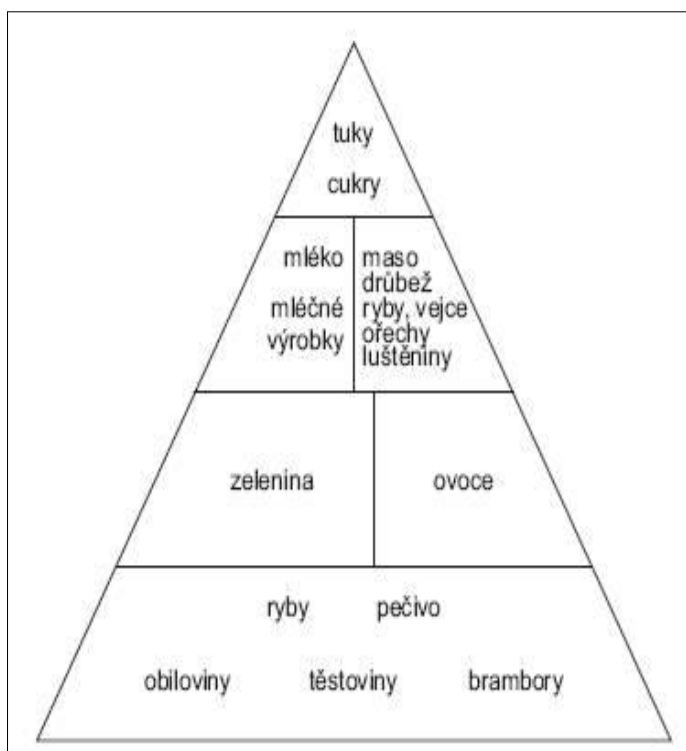 tuky
cukry
mléko
mléčné
výrobky
maso
drůbež
ryby, vejce
ořechy
luštěniny
zelenina
ovoce
ryby pečivo
obiloviny těstoviny brambory